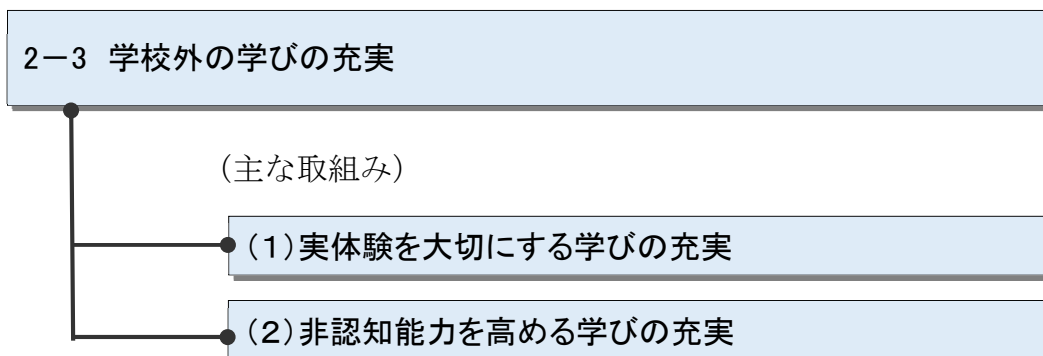 2－3 学校外の学びの充実
（主な取組み）
（１）実体験を大切にする学びの充実
（２）非認知能力を高める学びの充実